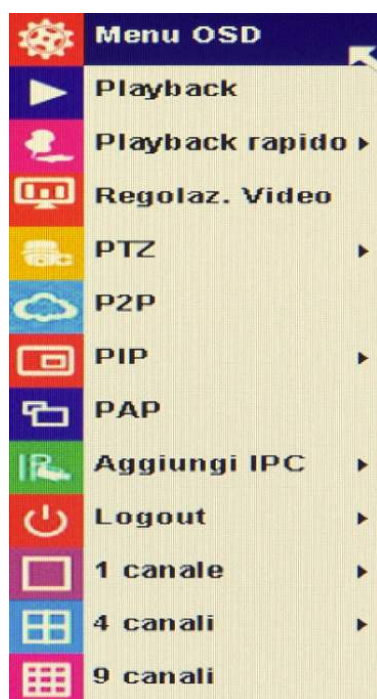 Menu OSD
Playback
Playback rapido
Regolaz. Video
PTZ
P2P
PIP
PAP
IP
Aggiungi IPC
Logout
1 canale
4 canali
9 canali